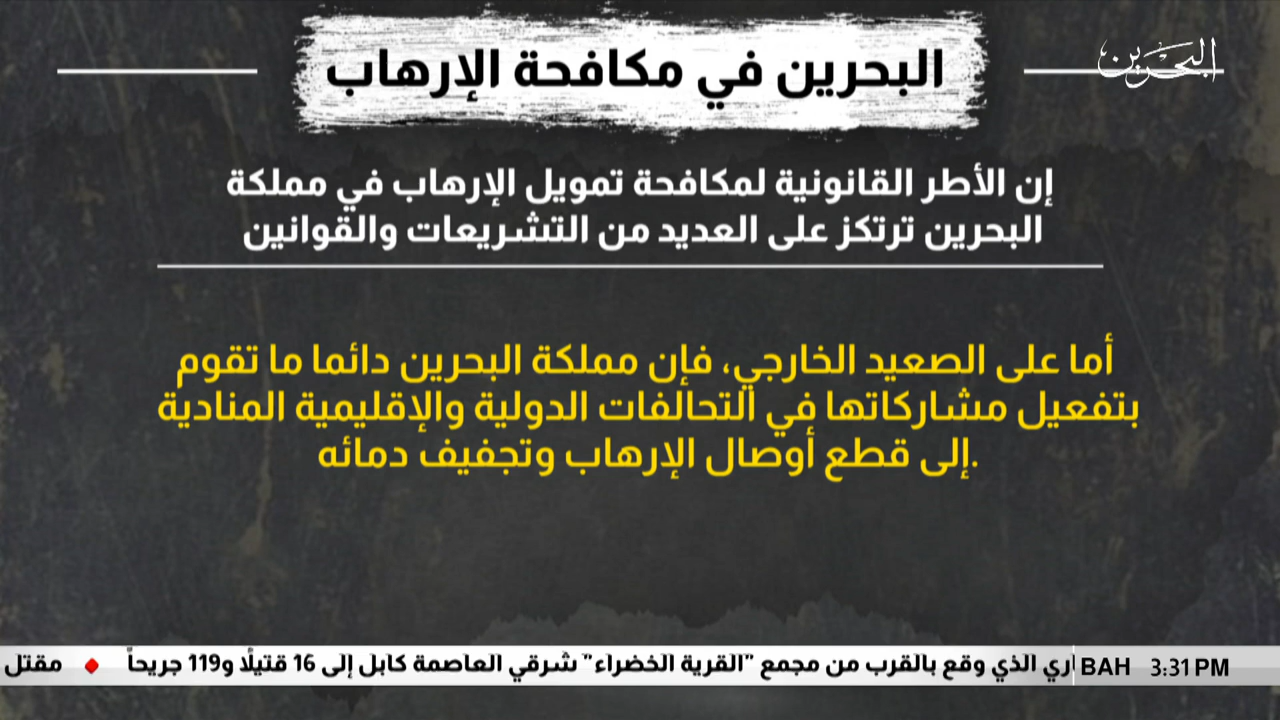 البحرين
البحرين في مكافحة الإرهاب
إن الأطر القانونية لمكافحة تمويل الإرهاب في مملكة
البحرين ترتكز على العديد من التشريعات والقوانين
أما على الصعيد الخارجي، فإن مملكة البحرين دائما ما تقوم
بتفعيل مشاركاتها في التحالفات الدولية والإقليمية المنادية
.إلى قطع أوصال الإرهاب وتجفيف دمائه
BAH 3:31 PM
اري الذي وقع بالقرب من مجمع "القرية الخضراء" شرقي العاصمة كابل إلى 16 قتيلًا و119 جريحاً
مقتل